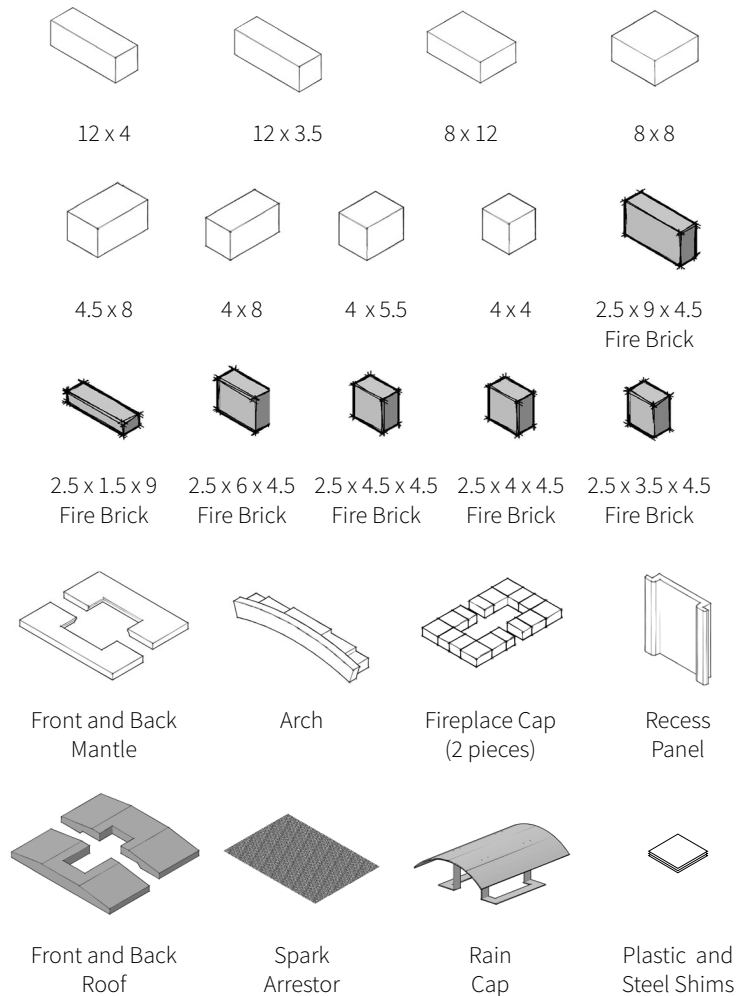 12 x 4
12 x 3.5
8 x 12
8 x 8
4.5 x 8
4 x 8
4 x 5.5
4 x 4
2.5 x 9 x 4.5
Fire Brick
2.5 x 1.5 x 9
Fire Brick
2.5 x 6 x 4.5
Fire Brick
2.5 x 4.5 x 4.5
Fire Brick
2.5 x 4 x 4.5
Fire Brick
2.5 x 3.5 x 4.5
Fire Brick
Front and Back
Mantle
Arch
Fireplace Cap
(2 pieces)
Recess
Panel
Front and Back
Roof
Spark
Arrestor
Rain
Cap
Plastic and
Steel Shims